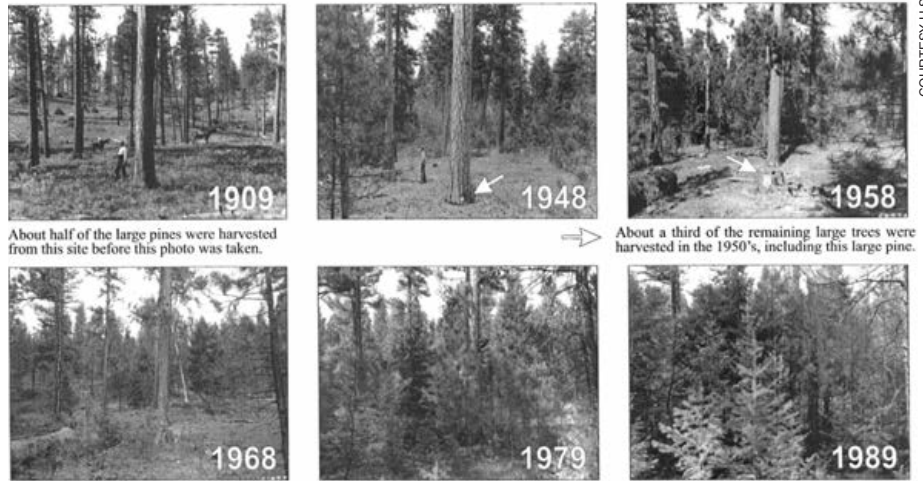 COURTESY U.S
1909
1948
1958
About half of the large pines were harvested
from this site before this photo was taken.
About a third of the remaining large trees were
harvested in the 1950's, including this large pine.
1968
1979
1989